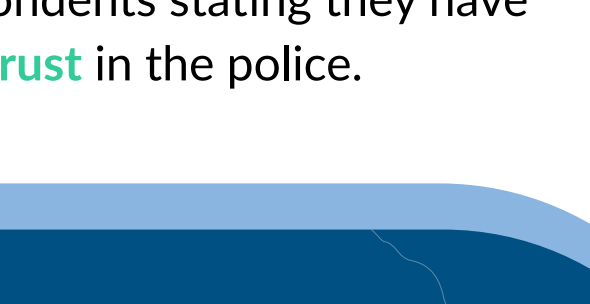 ondents stating they have
rust in the police.